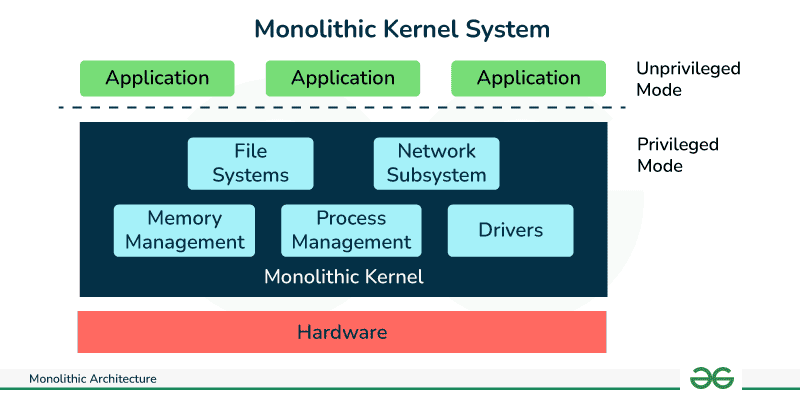 Monolithic Kernel System
Application
Application
Application
Unprivileged
Mode
Privileged
Mode
File
Systems
Network
Subsystem
Memory
Management
Process
Management
Drivers
Monolithic Kernel
Hardware
Monolithic Architecture